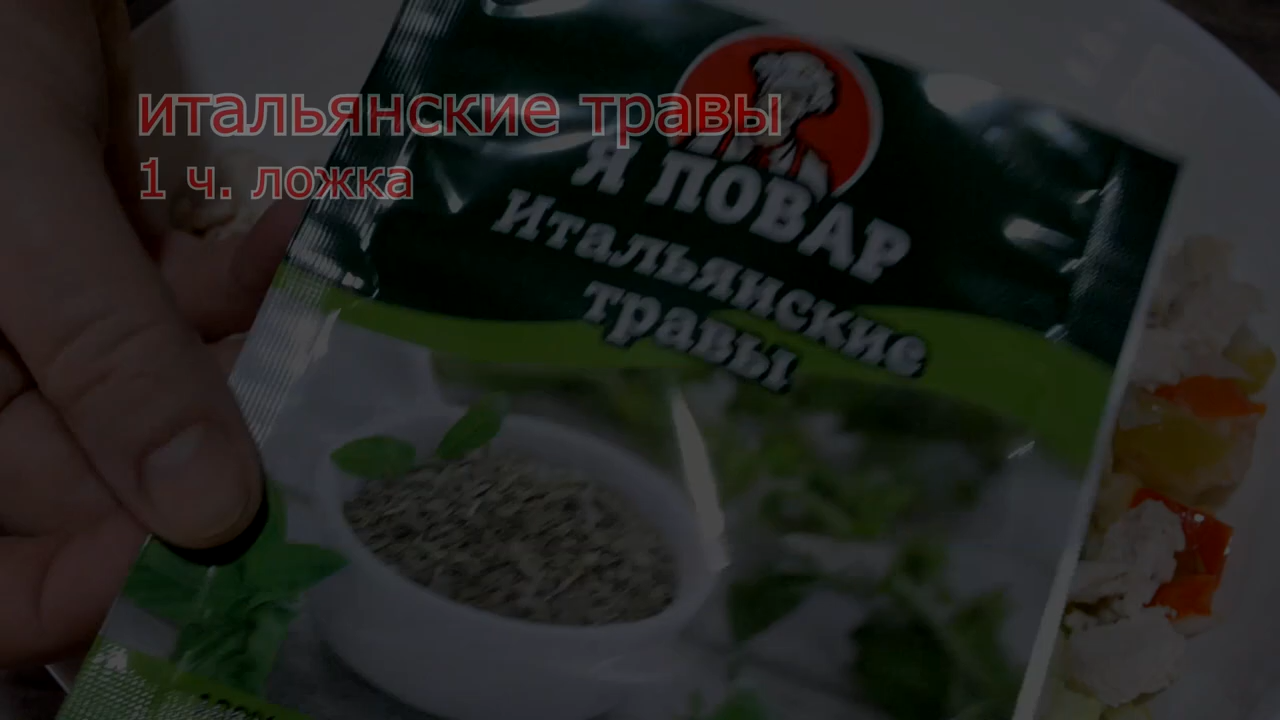 итальянские травы
1 ч. ложка
Я ПОВАР
Итальянские
травы